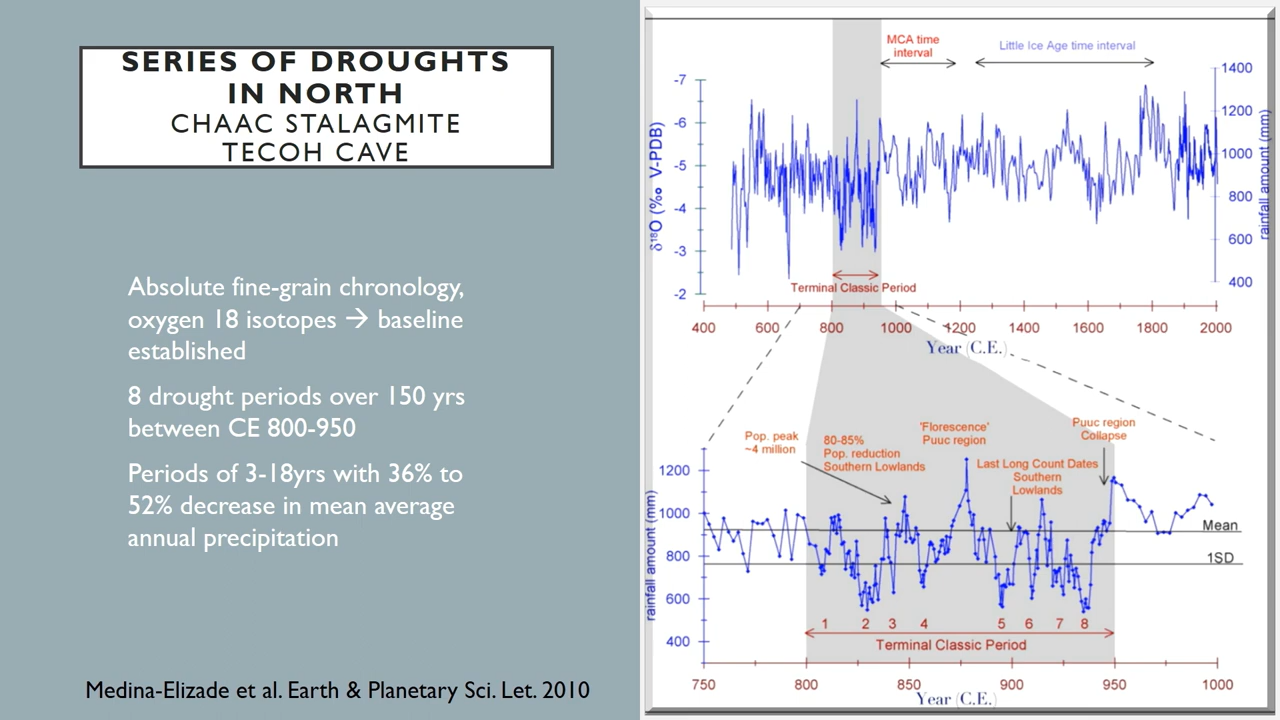 SERIES OF DROUGHTS
IN NORTH
CHAAC STALAGMITE
TECOH CAVE
Absolute fine-grain chronology,
oxygen 18 isotopes → baseline
established
8 drought periods over 150 yrs
between CE 800-950
Periods of 3-18yrs with 36% to
52% decrease in mean average
annual precipitation
Medina-Elizade et al. Earth & Planetary Sci. Let. 2010
MCA time
interval
Little Ice Age time interval
-7
-6
-5
-4
-3
-2
δ¹⁸O (‰ V-PDB)
1400
1200
1000
800
600
400
rainfall amount (mm)
Terminal Classic Period
400 600 800 1000 1200 1400 1600 1800 2000
Year (C.E.)
Pop. peak
~4 million
80-85%
Pop. reduction
Southern Lowlands
'Florescence'
Puuc region
Last Long Count Dates
Southern
Lowlands
Puuc region
Collapse
1200
1000
800
600
400
rainfall amount (mm)
Mean
1SD
1 2 3 4 5 6 7 8
Terminal Classic Period
750 800 850 900 950 1000
Year (C.E.)